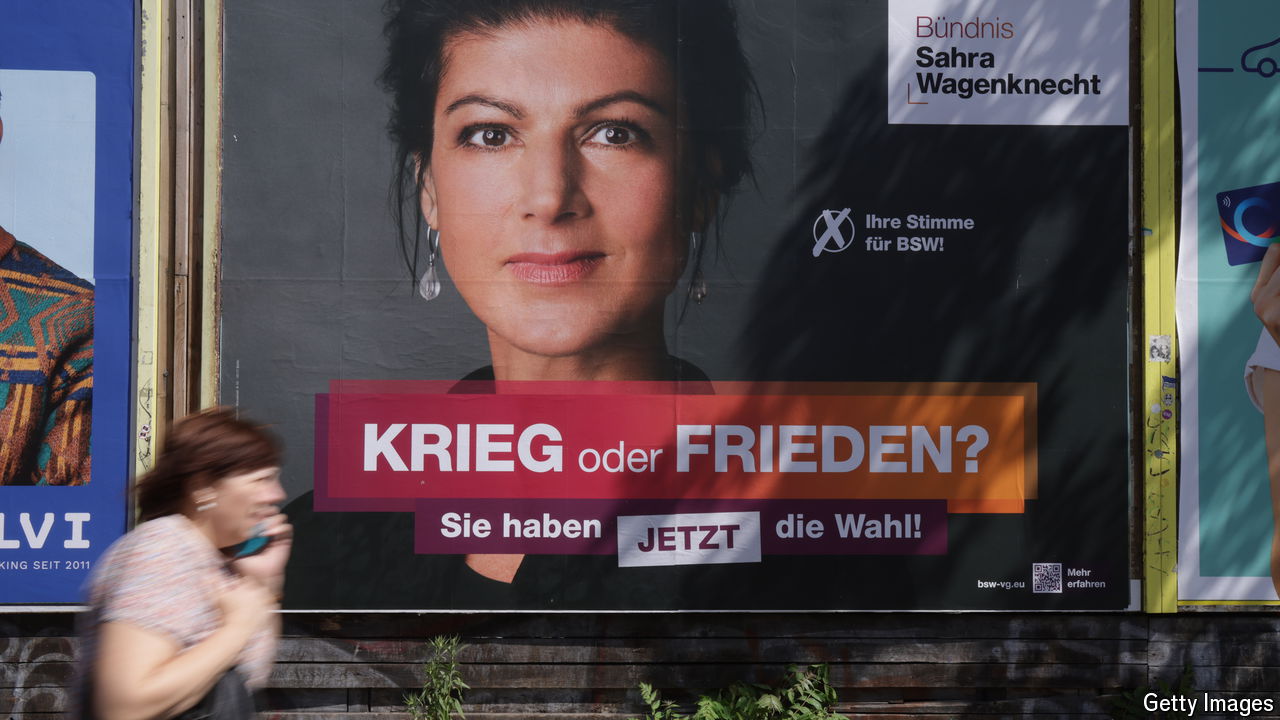 Bündnis
Sahra
Wagenknecht
Ihre Stimme
für BSW!
KRIEG oder FRIEDEN?
Sie haben JETZT die Wahl!
bsw-vg.eu
Mehr
erfahren
LVI
KING SEIT 2011
Getty Images